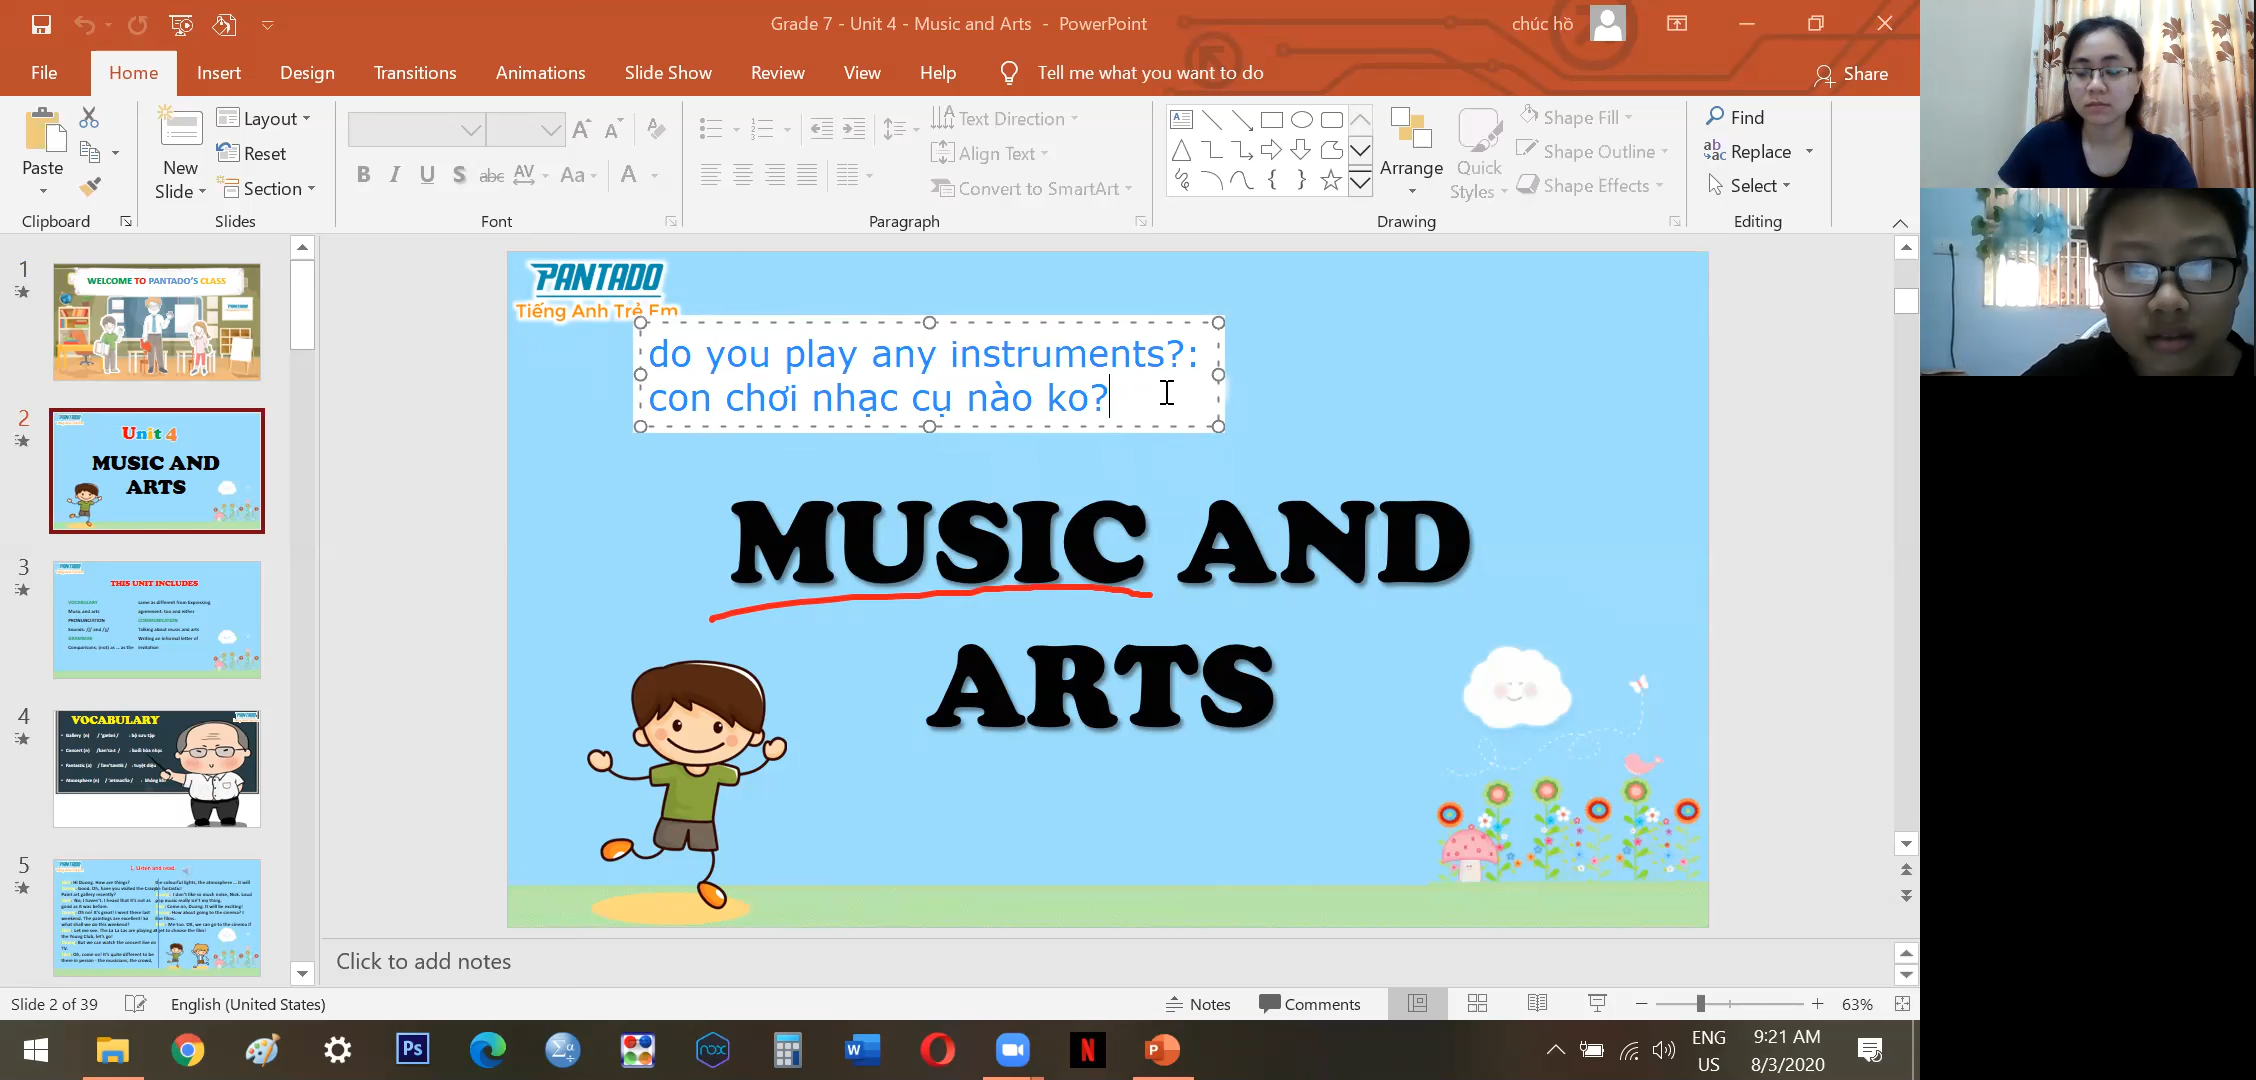 Grade 7 - Unit 4 - Music and Arts - PowerPoint
chúc hồ
File
Home
Insert
Design
Transitions
Animations
Slide Show
Review
View
Help
Tell me what you want to do
Share
Paste
New Slide
Layout
Reset
Section
Text Direction
Align Text
Convert to SmartArt
Arrange
Quick Styles
Shape Fill
Shape Outline
Shape Effects
Find
Replace
Select
Clipboard
Slides
Font
Paragraph
Drawing
Editing
1
WELCOME TO PANTADO'S CLASS
2
Unit 4
MUSIC AND
ARTS
3
THIS UNIT INCLUDES
4
VOCABULARY
5
PANTADO
Tiếng Anh Trẻ Em
do you play any instruments?:
con chơi nhạc cụ nào ko?
MUSIC AND
ARTS
Click to add notes
Slide 2 of 39
English (United States)
Notes
Comments
63%
ENG
US
9:21 AM
8/3/2020